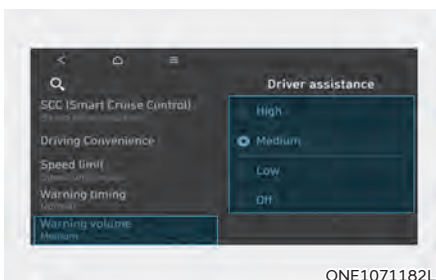 Driver assistance
SCC (Smart Cruise Control)
Driving Convenience
Speed limit
Warning timing
Normal
Warning volume
Medium
High
Medium
Low
Off
ONE1071182L